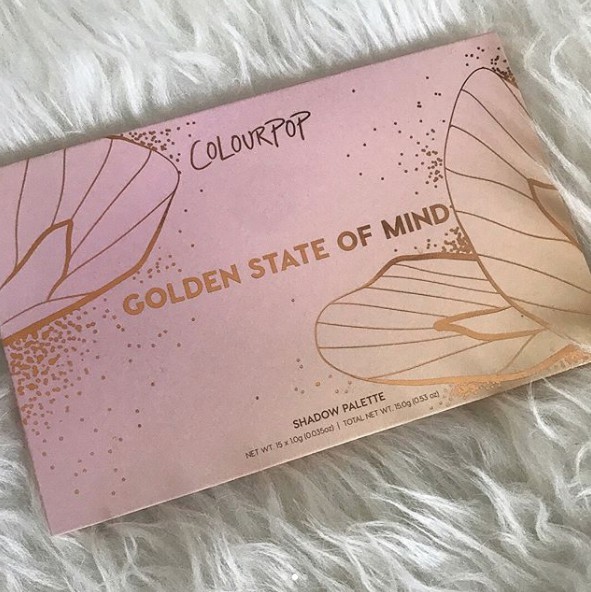 COLOURPOP
GOLDEN STATE OF MIND
SHADOW PALETTE
NET WT. 15 x 1.0g (0.035oz) | TOTAL NET WT. 15.0g (0.53 oz)